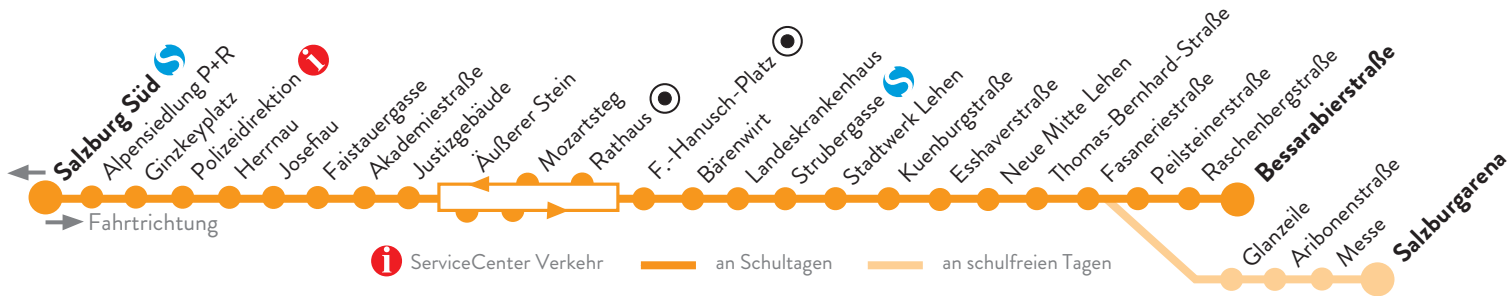 Salzburg Süd
Alpensiedlung P+R
Ginzkeyplatz
Polizeidirektion
i
Herrnau
Josefiau
Faistauergasse
Akademiestraße
Justizgebäude
Äußerer Stein
Mozartsteg
Rathaus
F.-Hanusch-Platz
Bärenwirt
Landeskrankenhaus
Strubergasse
Stadtwerk Lehen
Kuenburgstraße
Esshaverstraße
Neue Mitte Lehen
Thomas-Bernhard-Straße
Fasaneriestraße
Peilsteinerstraße
Raschenbergstraße
Bessarabierstraße
Glanzeile
Aribonenstraße
Messe
Salzburgarena
Fahrtrichtung
i ServiceCenter Verkehr
an Schultagen
an schulfreien Tagen